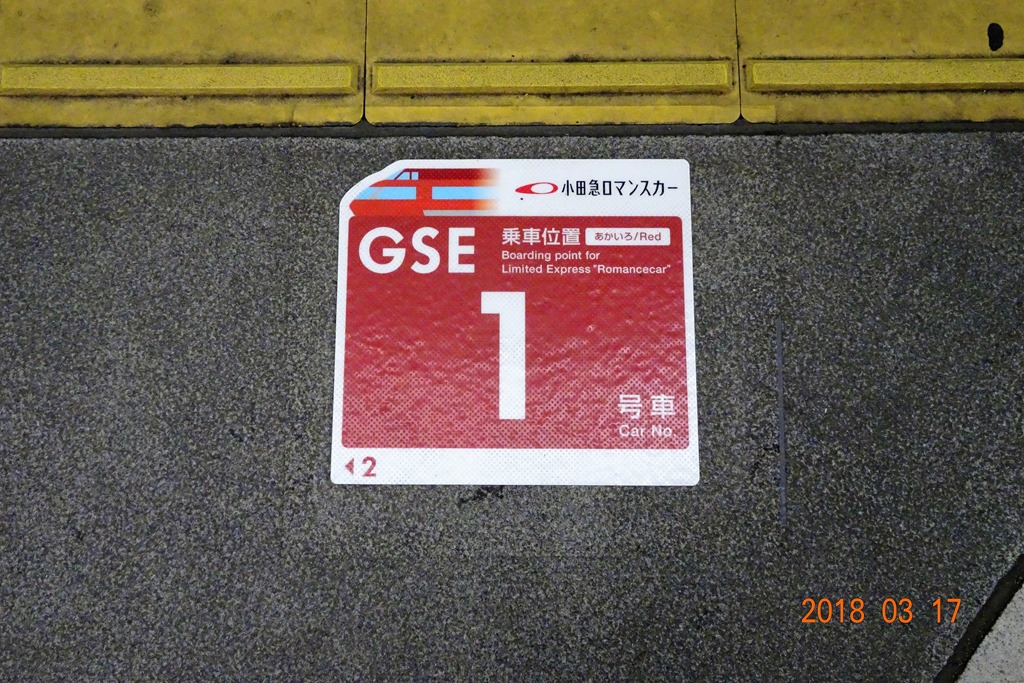 小田急ロマンスカー
GSE
乗車位置 あかいろ/Red
Boarding point for
Limited Express "Romancecar"
1
号車
Car No.
◀2
2018 03 17